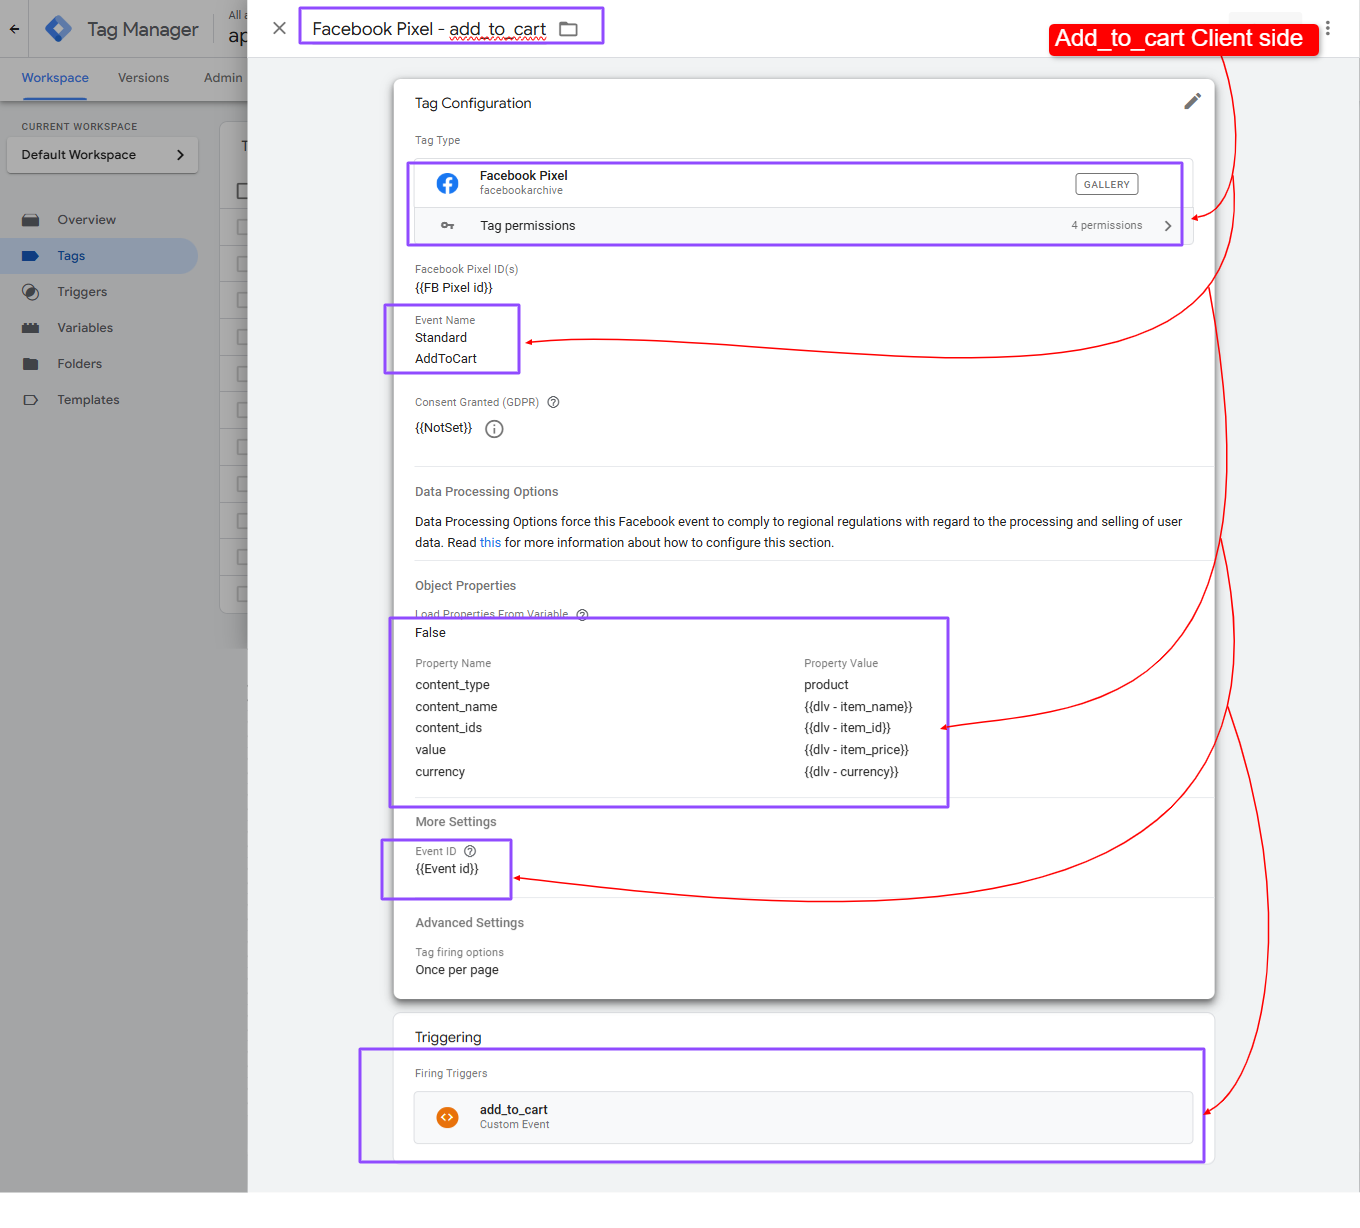 Facebook Pixel - add_to_cart
Add_to_cart Client side
Tag Manager
All a
ap
Workspace
Versions
Admin
CURRENT WORKSPACE
Default Workspace
T
Overview
Tags
Triggers
Variables
Folders
Templates
Tag Configuration
Tag Type
Facebook Pixel
facebookarchive
GALLERY
Tag permissions
4 permissions
Facebook Pixel ID(s)
{{FB Pixel id}}
Event Name
Standard
AddToCart
Consent Granted (GDPR)
{{NotSet}}
Data Processing Options
Data Processing Options force this Facebook event to comply to regional regulations with regard to the processing and selling of user
data. Read this for more information about how to configure this section.
Object Properties
Load Properties From Variable
False
Property Name Property Value
content_type product
content_name {{dlv - item_name}}
content_ids {{dlv - item_id}}
value {{dlv - item_price}}
currency {{dlv - currency}}
More Settings
Event ID
{{Event id}}
Advanced Settings
Tag firing options
Once per page
Triggering
Firing Triggers
add_to_cart
Custom Event